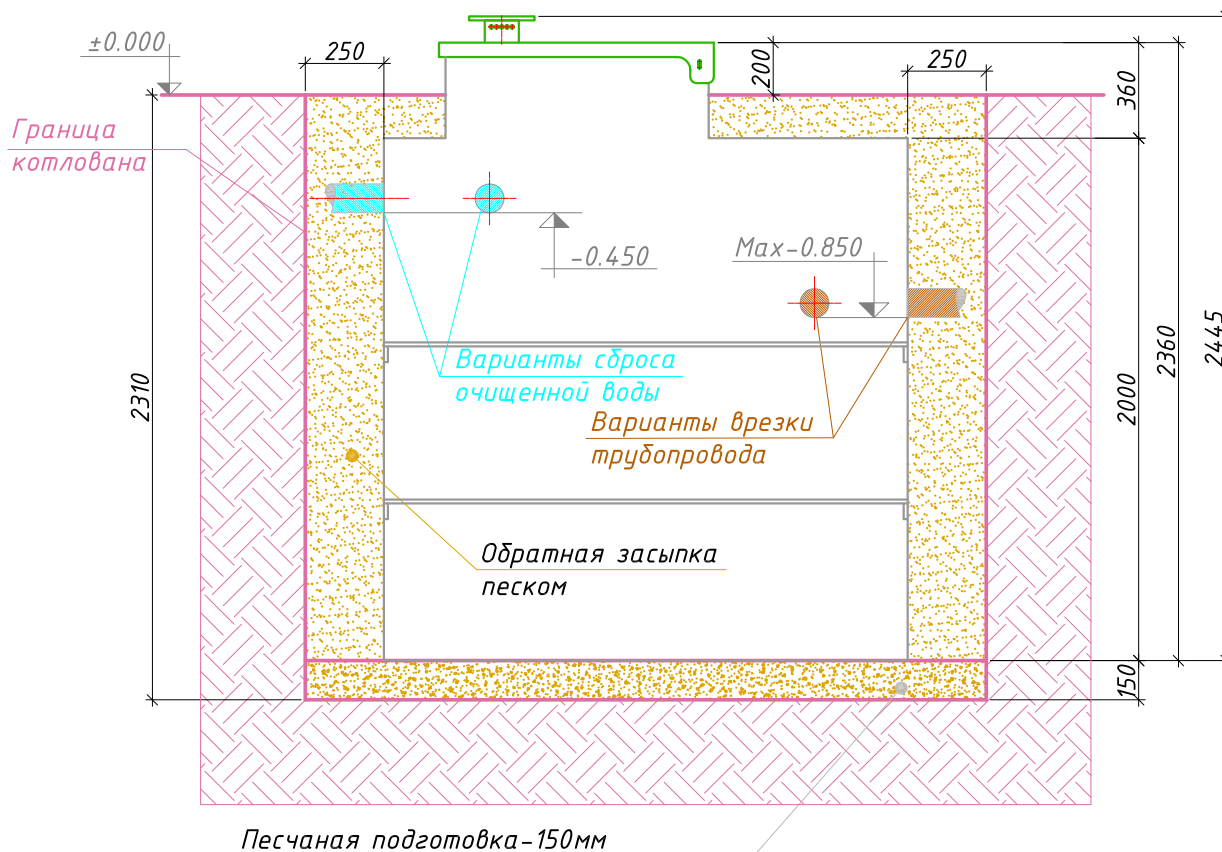 ±0.000
250
200
250
360
Граница
котлована
-0.450
Max-0.850
2310
Варианты сброса
очищенной воды
Варианты врезки
трубопровода
2000
2360
2445
Обратная засыпка
песком
150
Песчаная подготовка-150мм